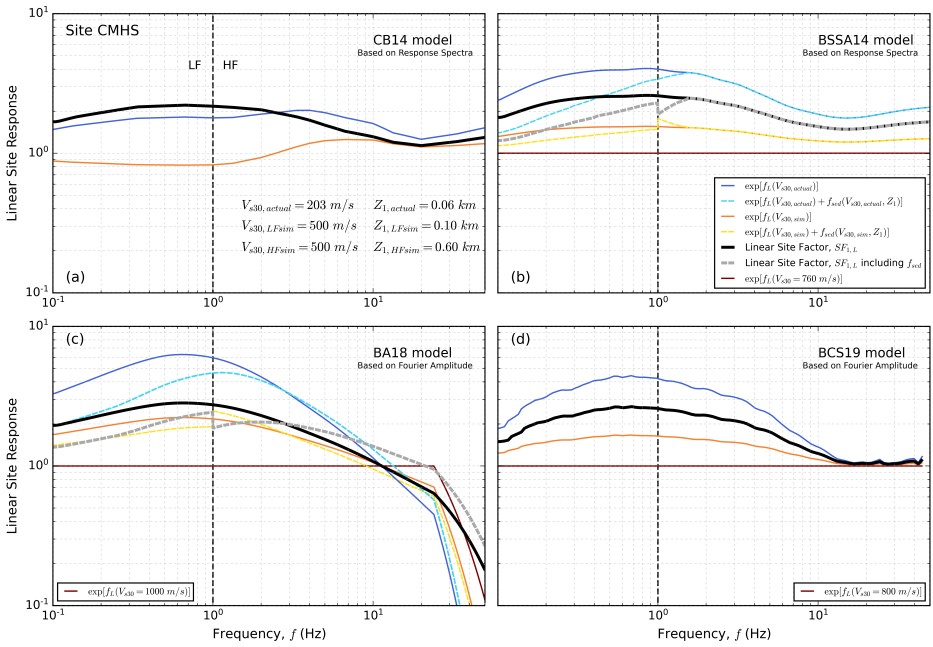 Site CMHS
CB14 model
Based on Response Spectra
LF HF
V_{s30,actual} = 203 m/s Z_{1,actual} = 0.06 km
V_{s30,LFsim} = 500 m/s Z_{1,LFsim} = 0.10 km
V_{s30,HFsim} = 500 m/s Z_{1,HFsim} = 0.60 km
(a)
Linear Site Response
10^1
10^0
10^{-1}
10^{-1} 10^0 10^1
BSSA14 model
Based on Response Spectra
exp[f_L(V_{s30,actual})]
exp[f_L(V_{s30,actual}) + f_{sed}(V_{s30,actual}, Z_1)]
exp[f_L(V_{s30,sim})]
exp[f_L(V_{s30,sim}) + f_{sed}(V_{s30,sim}, Z_1)]
Linear Site Factor, SF_{1,L}
Linear Site Factor, SF_{1,L} including f_{sed}
exp[f_L(V_{s30} = 760 m/s)]
(b)
10^0 10^1
(c)
BA18 model
Based on Fourier Amplitude
Linear Site Response
10^1
10^0
10^{-1}
exp[f_L(V_{s30} = 1000 m/s)]
10^{-1} 10^0 10^1
Frequency, f (Hz)
(d)
BCS19 model
Based on Fourier Amplitude
exp[f_L(V_{s30} = 800 m/s)]
10^0 10^1
Frequency, f (Hz)